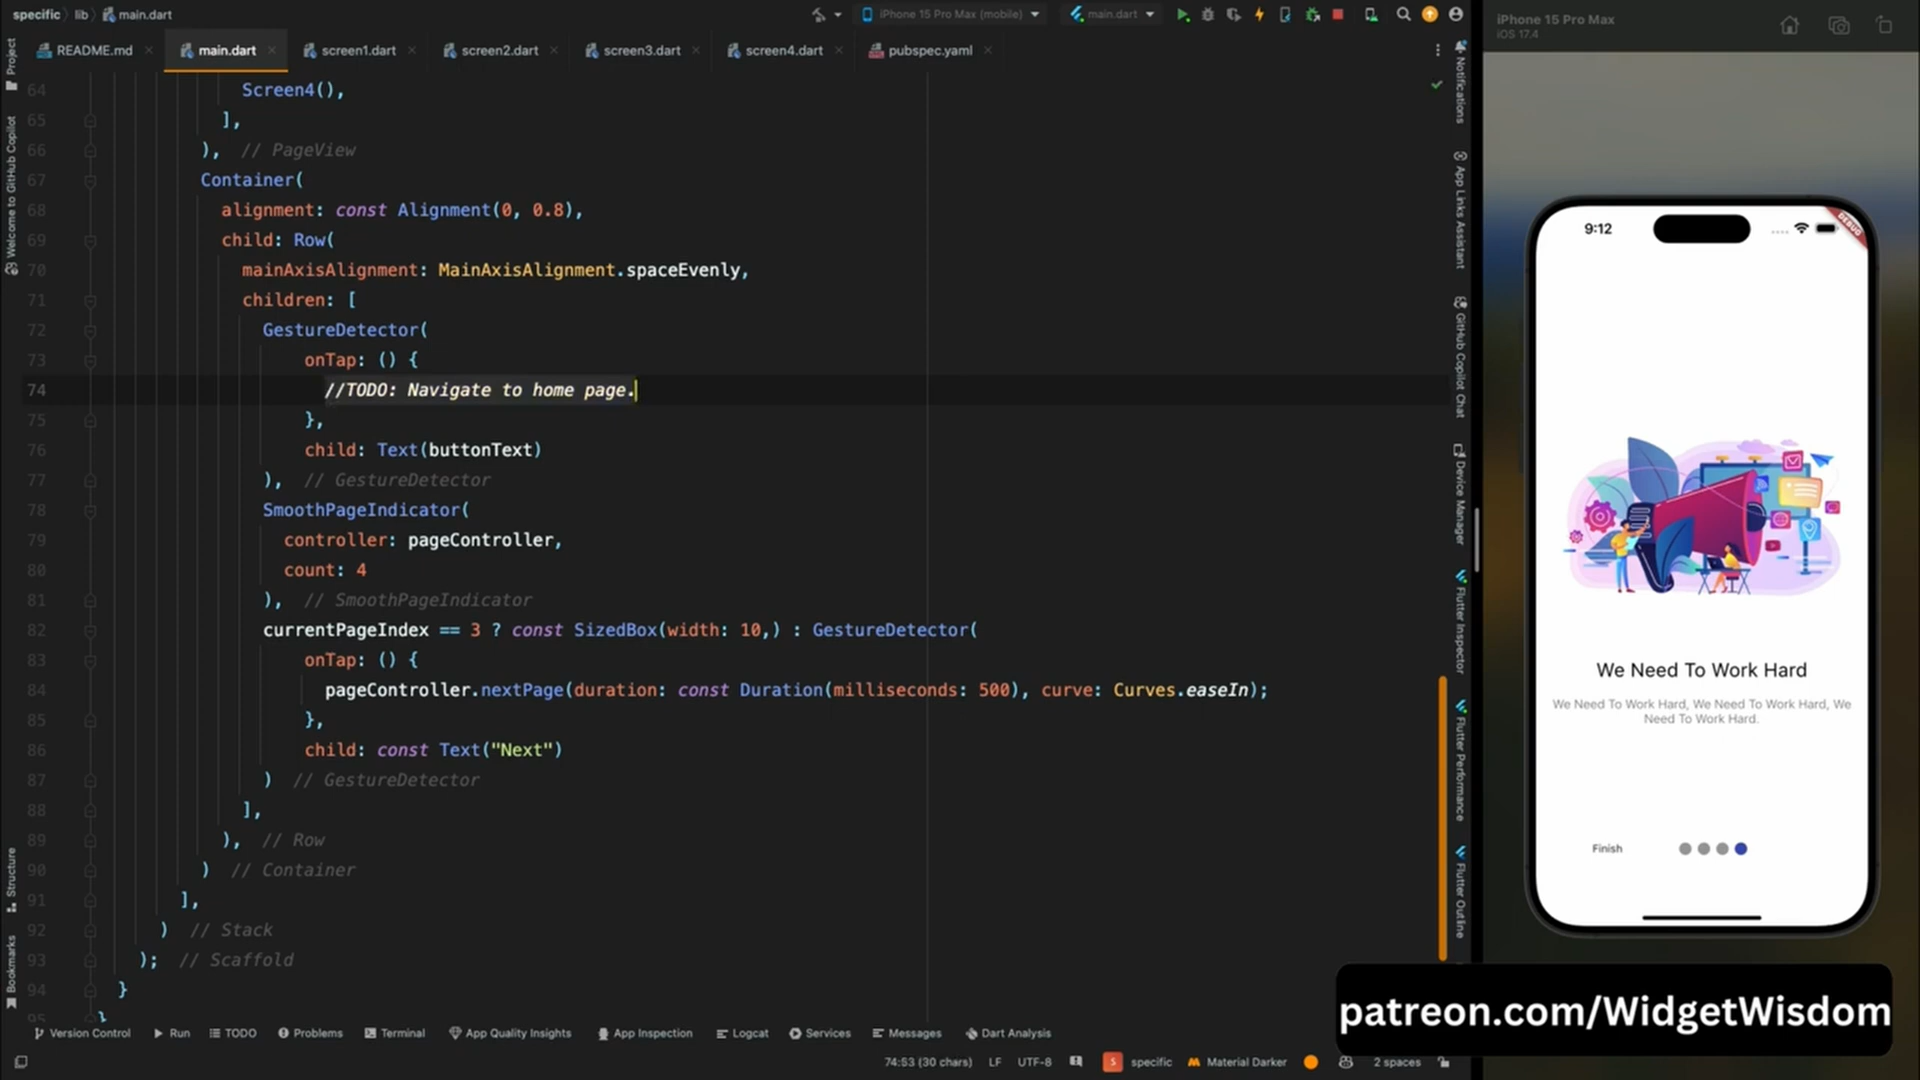 specific
lib
main.dart
iPhone 15 Pro Max (mobile)
main.dart
README.md
main.dart
screen1.dart
screen2.dart
screen3.dart
screen4.dart
pubspec.yaml
64 Screen4(),
65 ],
66 ), // PageView
67 Container(
68 alignment: const Alignment(0, 0.8),
69 child: Row(
70 mainAxisAlignment: MainAxisAlignment.spaceEvenly,
71 children: [
72 GestureDetector(
73 onTap: () {
74 //TODO: Navigate to home page.
75 },
76 child: Text(buttonText)
77 ), // GestureDetector
78 SmoothPageIndicator(
79 controller: pageController,
80 count: 4
81 ), // SmoothPageIndicator
82 currentPageIndex == 3 ? const SizedBox(width: 10,) : GestureDetector(
83 onTap: () {
84 pageController.nextPage(duration: const Duration(milliseconds: 500), curve: Curves.easeIn);
85 },
86 child: const Text("Next")
87 ) // GestureDetector
88 ],
89 ), // Row
90 ) // Container
91 ],
92 ) // Stack
93 ); // Scaffold
94 }
95 }
Project
Welcome to GitHub Copilot
Structure
Bookmarks
Notifications
App Links Assistant
GitHub Copilot Chat
Device Manager
Flutter Inspector
Flutter Performance
Flutter Outline
Version Control
Run
TODO
Problems
Terminal
App Quality Insights
App Inspection
Logcat
Services
Messages
Dart Analysis
74:53 (30 chars)
LF
UTF-8
S
specific
Material Darker
2 spaces
iPhone 15 Pro Max
iOS 17.4
9:12
DEBUG
We Need To Work Hard
We Need To Work Hard, We Need To Work Hard, We
Need To Work Hard.
Finish
patreon.com/WidgetWisdom